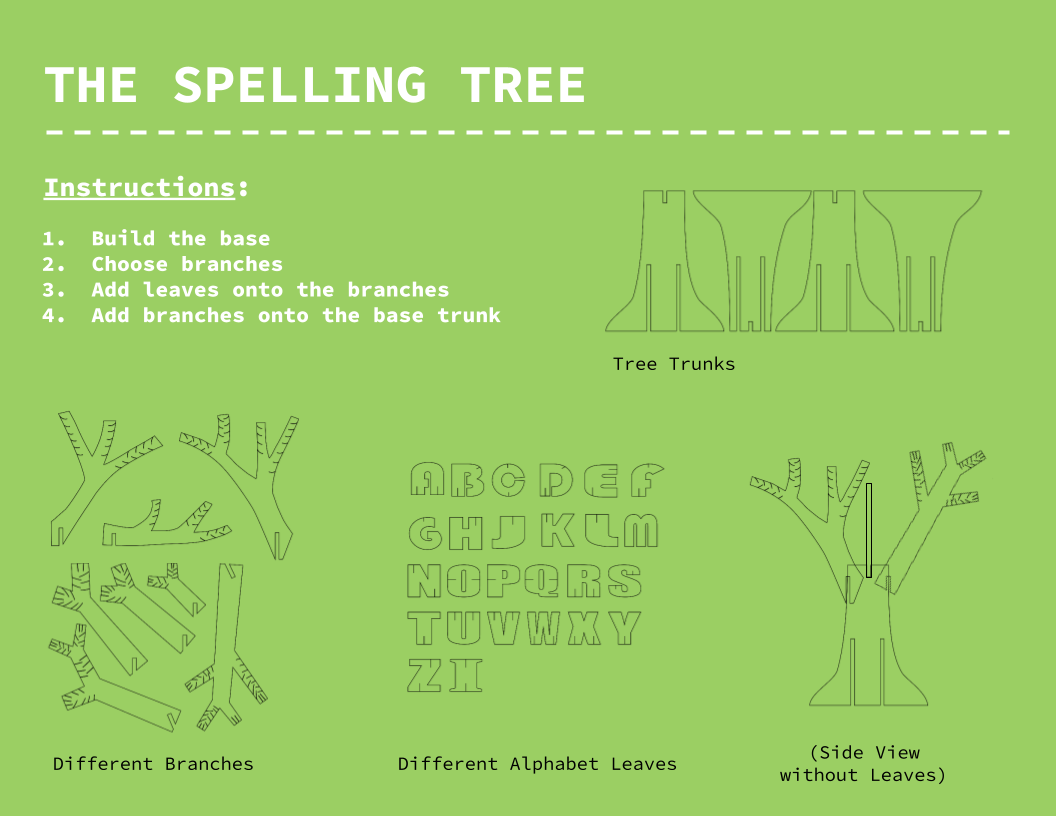 THE SPELLING TREE
Instructions:
1. Build the base
2. Choose branches
3. Add leaves onto the branches
4. Add branches onto the base trunk
Tree Trunks
A B C D E F
G H J K L M
N O P Q R S
T U V W X Y
Z I
Different Branches
Different Alphabet Leaves
(Side View
without Leaves)